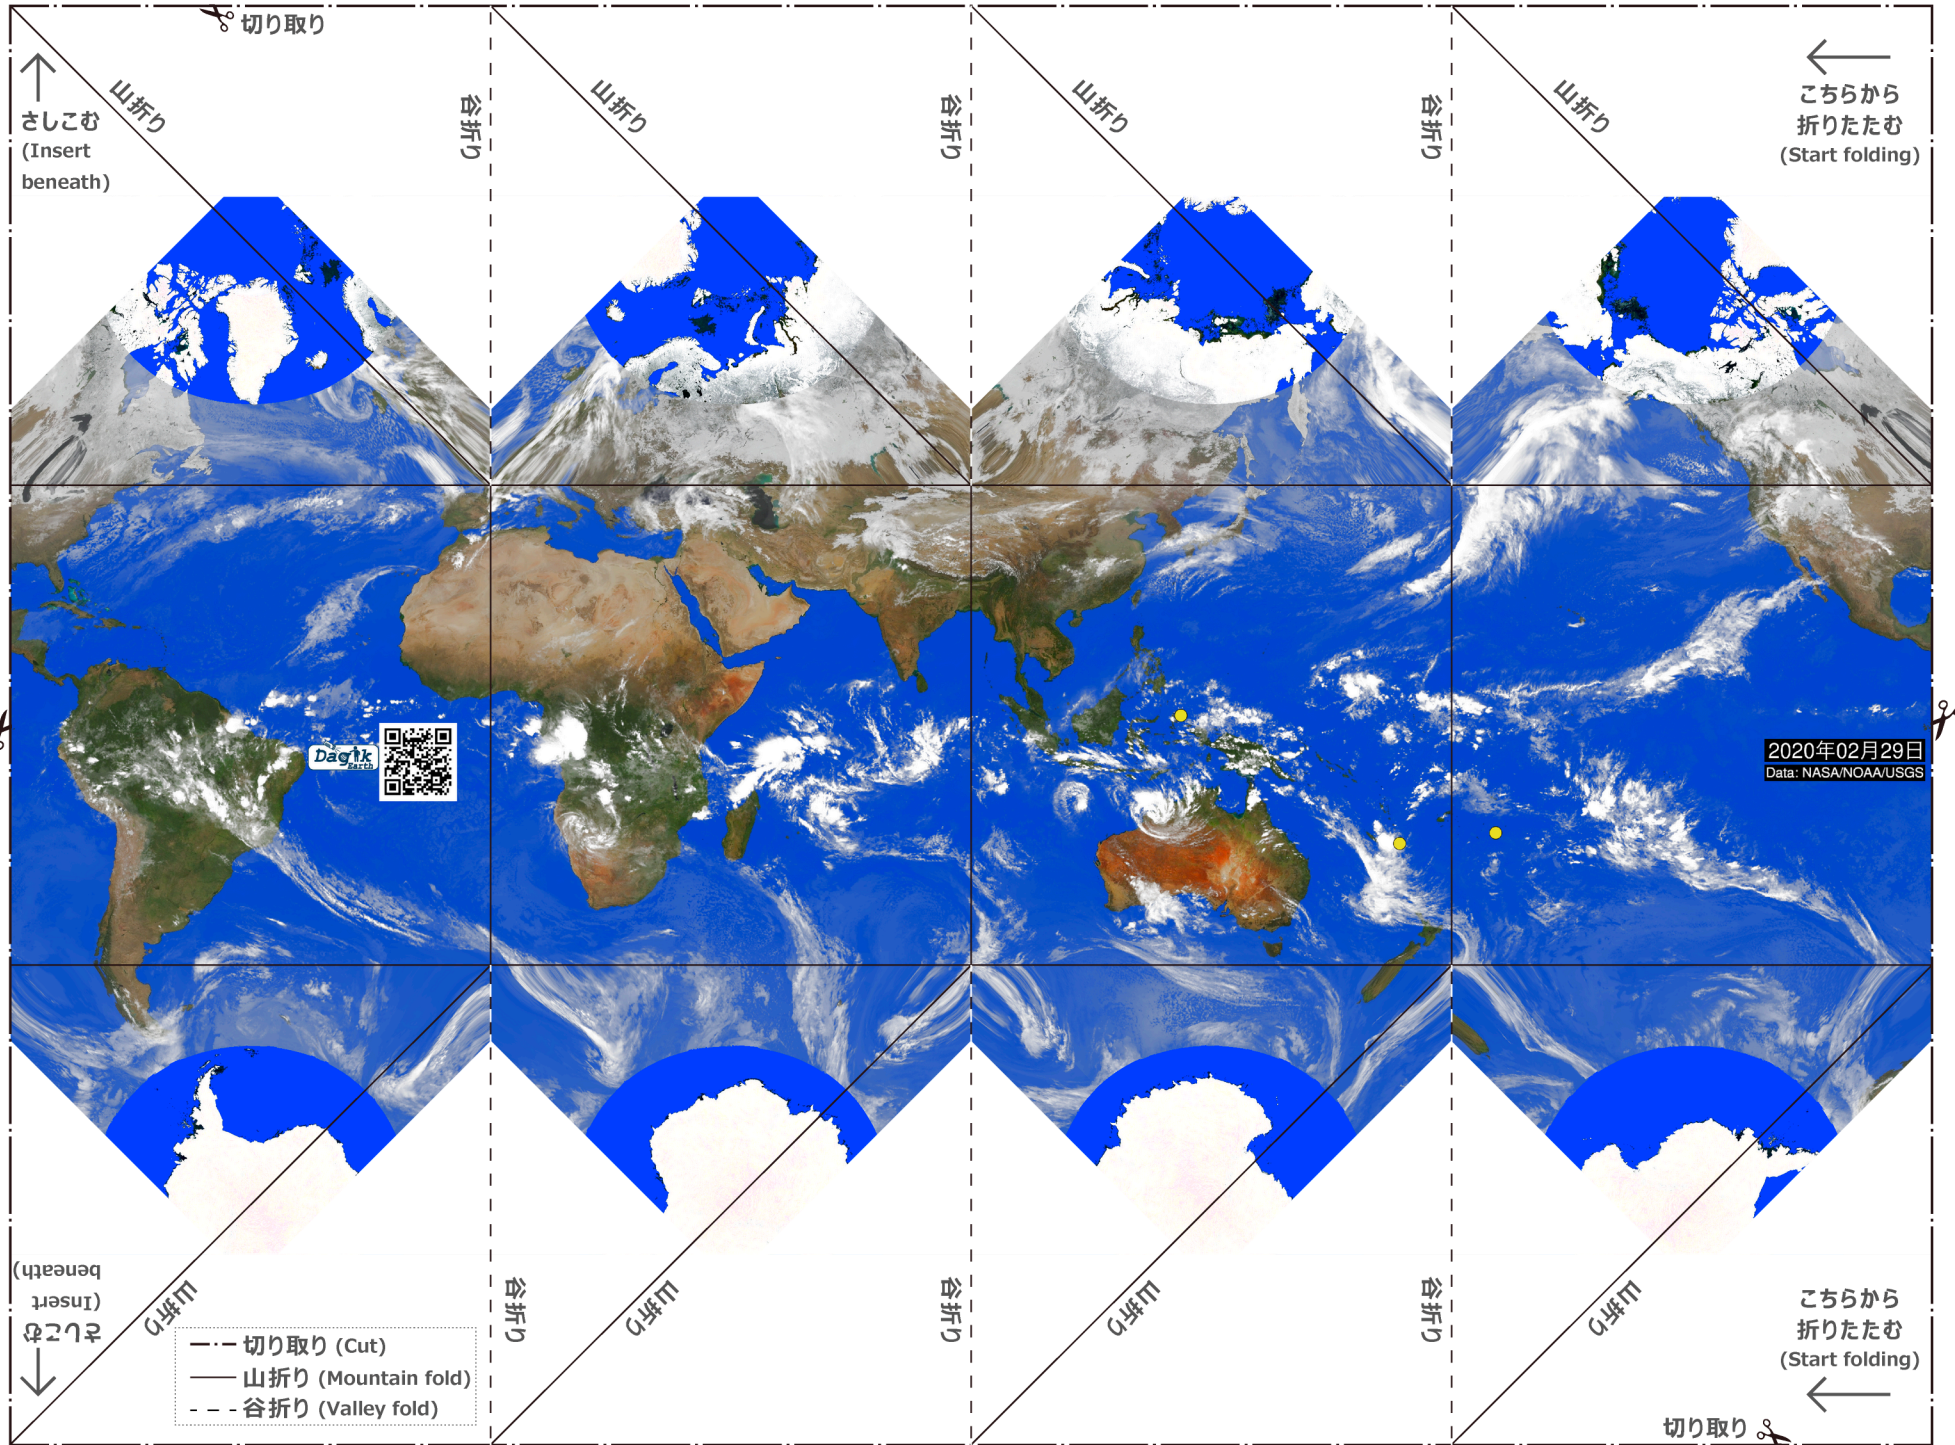 切り取り
さしこむ
(Insert
beneath)
山折り
谷折り
山折り
谷折り
山折り
谷折り
山折り
こちらから
折りたたむ
(Start folding)
Dagik
Earth
2020年02月29日
Data: NASA/NOAA/USGS
さしこむ
(Insert
beneath)
山折り
谷折り
山折り
谷折り
山折り
谷折り
山折り
こちらから
折りたたむ
(Start folding)
切り取り (Cut)
山折り (Mountain fold)
谷折り (Valley fold)
切り取り